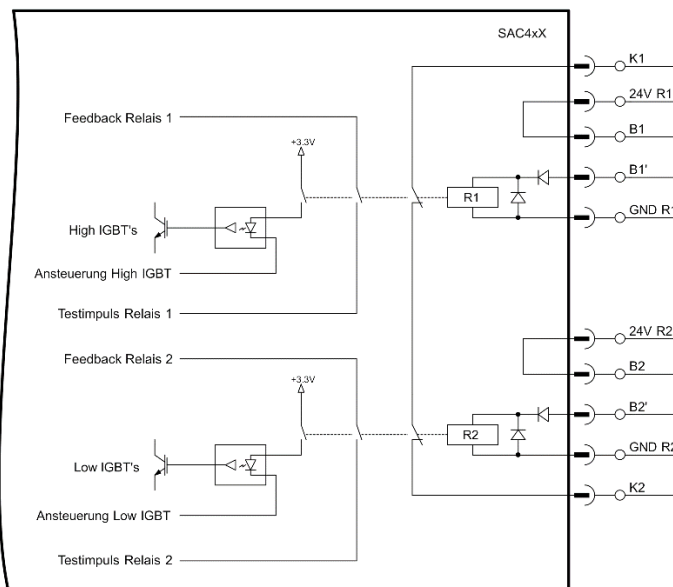 SAC4xX
K1
24V R1
Feedback Relais 1
B1
+3.3V
B1'
R1
GND R1
High IGBT's
Ansteuerung High IGBT
Testimpuls Relais 1
24V R2
Feedback Relais 2
B2
+3.3V
B2'
R2
GND R2
Low IGBT's
K2
Ansteuerung Low IGBT
Testimpuls Relais 2